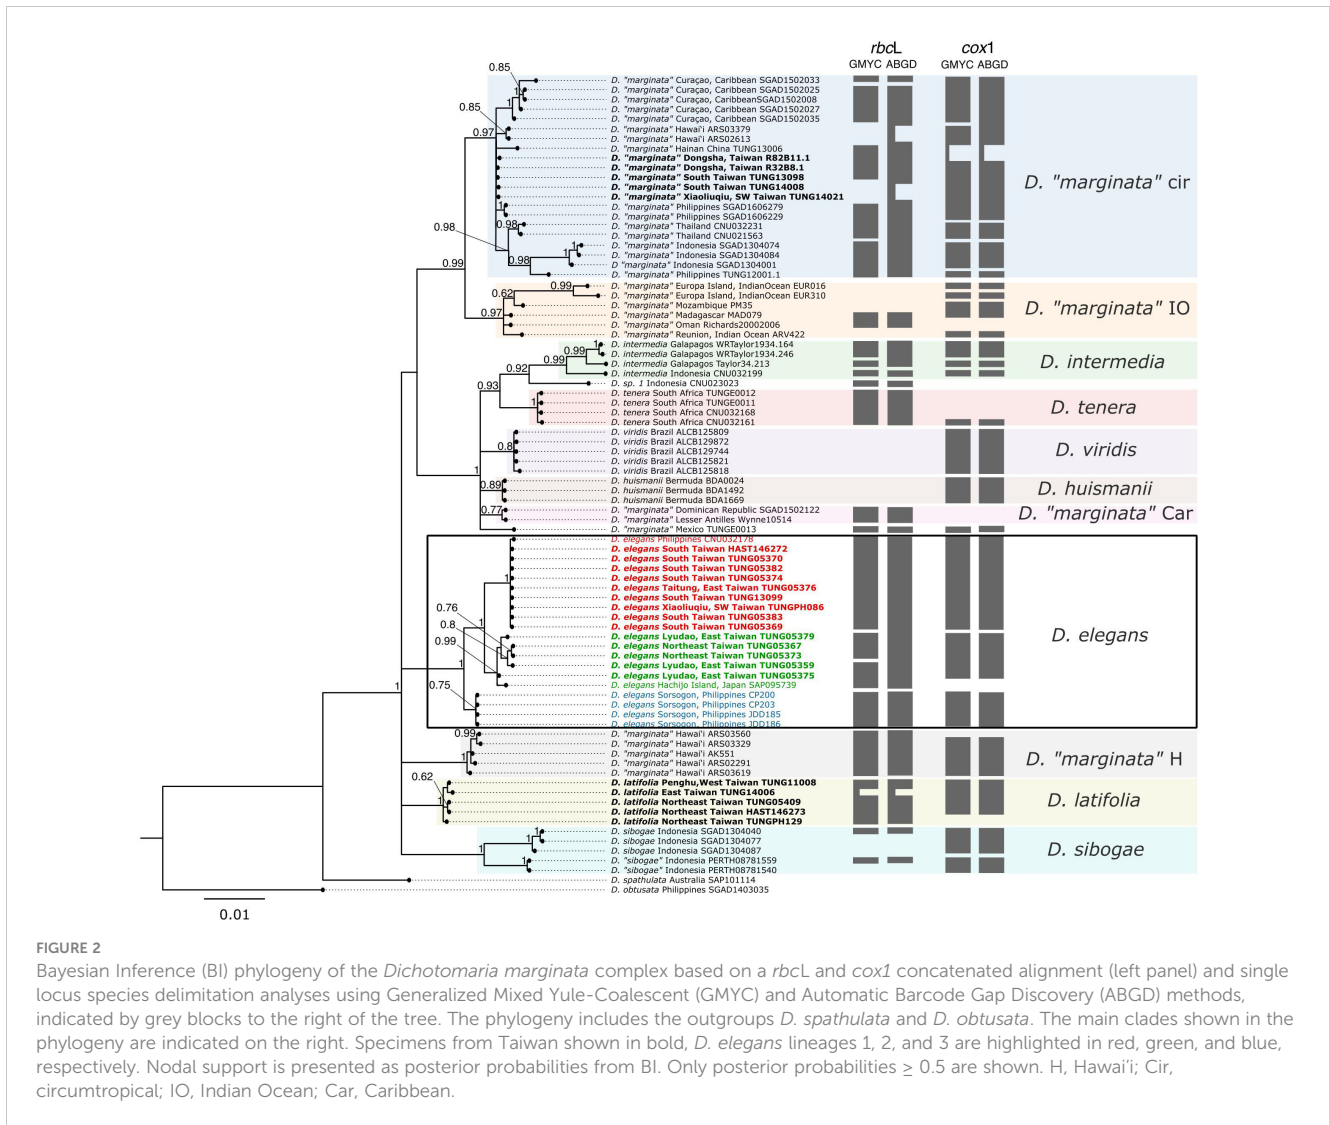 rbcL cox1
GMYC ABGD GMYC ABGD
0.85
D. "marginata" Curaçao, Caribbean SGAD1502033
D. "marginata" Curaçao, Caribbean SGAD1502025
1
D. "marginata" Curaçao, CaribbeanSGAD1502008
0.85
D. "marginata" Curaçao, Caribbean SGAD1502027
D. "marginata" Curaçao, Caribbean SGAD1502035
D. "marginata" Hawai'i ARS03379
0.97
D. "marginata" Hawai'i ARS02613
D. "marginata" Hainan China TUNG13006
D. "marginata" Dongsha, Taiwan R82B11.1
D. "marginata" Dongsha, Taiwan R32B8.1
D. "marginata" South Taiwan TUNG13098
D. "marginata" cir
D. "marginata" South Taiwan TUNG14008
D. "marginata" Xiaoliuqiu, SW Taiwan TUNG14021
1
D. "marginata" Philippines SGAD1606279
D. "marginata" Philippines SGAD1606229
0.98
D. "marginata" Thailand CNU032231
0.98
D. "marginata" Thailand CNU021563
1
D. "marginata" Indonesia SGAD1304074
1
D. "marginata" Indonesia SGAD1304084
0.99
0.98
D "marginata" Indonesia SGAD1304001
D. "marginata" Philippines TUNG12001.1
0.99
D. "marginata" Europa Island, IndianOcean EUR016
0.62
D. "marginata" Europa Island, IndianOcean EUR310
D. "marginata" Mozambique PM35
D. "marginata" IO
0.97
D. "marginata" Madagascar MAD079
D. "marginata" Oman Richards20002006
D. "marginata" Reunion, Indian Ocean ARV422
0.99
D. intermedia Galapagos WRTaylor1934.164
0.99
D. intermedia Galapagos WRTaylor1934.246
D. intermedia
0.92
D. intermedia Galapagos Taylor34.213
D. intermedia Indonesia CNU032199
0.93
D. sp. 1 Indonesia CNU023023
D. tenera South Africa TUNGE0012
1
D. tenera South Africa TUNGE0011
D. tenera
D. tenera South Africa CNU032168
D. tenera South Africa CNU032161
D. viridis Brazil ALCB125809
D. viridis Brazil ALCB129872
0.8
D. viridis Brazil ALCB129744
D. viridis
D. viridis Brazil ALCB125821
1
D. viridis Brazil ALCB125818
D. huismanii Bermuda BDA0024
0.89
D. huismanii Bermuda BDA1492
D. huismanii
D. huismanii Bermuda BDA1669
0.77
D. "marginata" Dominican Republic SGAD1502122
D. "marginata" Car
D. "marginata" Lesser Antilles Wynne10514
D. "marginata" Mexico TUNGE0013
D. elegans Philippines CNU032178
D. elegans South Taiwan HAST146272
D. elegans South Taiwan TUNG05370
D. elegans South Taiwan TUNG05382
1
D. elegans South Taiwan TUNG05374
D. elegans Taitung, East Taiwan TUNG05376
D. elegans South Taiwan TUNG13099
0.76
D. elegans Xiaoliuqiu, SW Taiwan TUNGPH086
D. elegans South Taiwan TUNG05383
0.8
1
D. elegans South Taiwan TUNG05369
0.99
D. elegans Lyudao, East Taiwan TUNG05379
D. elegans
D. elegans Northeast Taiwan TUNG05367
D. elegans Northeast Taiwan TUNG05373
1
D. elegans Lyudao, East Taiwan TUNG05359
D. elegans Lyudao, East Taiwan TUNG05375
1
0.75
D. elegans Hachijo Island, Japan SAP095739
D. elegans Sorsogon, Philippines CP200
D. elegans Sorsogon, Philippines CP203
D. elegans Sorsogon, Philippines JDD185
D. elegans Sorsogon, Philippines JDD186
0.99
D. "marginata" Hawai'i ARS03560
D. "marginata" Hawai'i ARS03329
1
D. "marginata" Hawai'i AK551
D. "marginata" H
D. "marginata" Hawai'i ARS02291
D. "marginata" Hawai'i ARS03619
0.62
D. latifolia Penghu,West Taiwan TUNG11008
D. latifolia East Taiwan TUNG14006
1
D. latifolia Northeast Taiwan TUNG05409
D. latifolia
D. latifolia Northeast Taiwan HAST146273
D. latifolia Northeast Taiwan TUNGPH129
1
D. sibogae Indonesia SGAD1304040
1
D. sibogae Indonesia SGAD1304077
D. sibogae
1
D. sibogae Indonesia SGAD1304087
1
D. "sibogae" Indonesia PERTH08781559
D. "sibogae" Indonesia PERTH08781540
D. spathulata Australia SAP101114
D. obtusata Philippines SGAD1403035
0.01
FIGURE 2
Bayesian Inference (BI) phylogeny of the Dichotomaria marginata complex based on a rbcL and cox1 concatenated alignment (left panel) and single
locus species delimitation analyses using Generalized Mixed Yule-Coalescent (GMYC) and Automatic Barcode Gap Discovery (ABGD) methods,
indicated by grey blocks to the right of the tree. The phylogeny includes the outgroups D. spathulata and D. obtusata. The main clades shown in the
phylogeny are indicated on the right. Specimens from Taiwan shown in bold, D. elegans lineages 1, 2, and 3 are highlighted in red, green, and blue,
respectively. Nodal support is presented as posterior probabilities from BI. Only posterior probabilities ≥ 0.5 are shown. H, Hawai'i; Cir,
circumtropical; IO, Indian Ocean; Car, Caribbean.